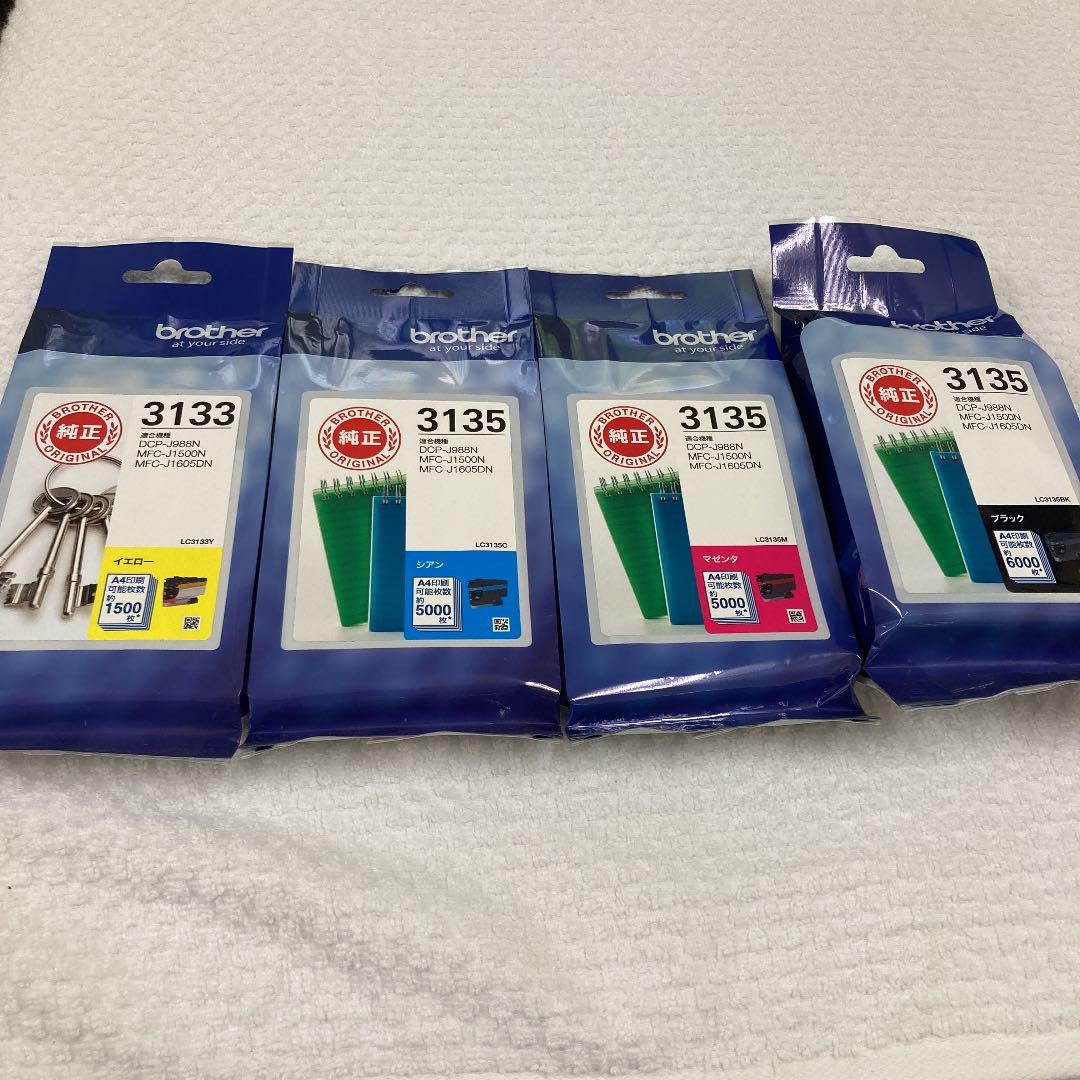 brother
at your side
BROTHER
純正
ORIGINAL
3133
適合機種
DCP-J988N
MFC-J1500N
MFC-J1605DN
LC3133Y
イエロー
A4印刷
可能枚数
約
1500
枚*
brother
at your side
BROTHER
純正
ORIGINAL
3135
適合機種
DCP-J988N
MFC-J1500N
MFC-J1605DN
LC3135C
シアン
A4印刷
可能枚数
約
5000
枚*
brother
at your side
BROTHER
純正
ORIGINAL
3135
適合機種
DCP-J988N
MFC-J1500N
MFC-J1605DN
LC3135M
マゼンタ
A4印刷
可能枚数
約
5000
枚*
brother
at your side
BROTHER
純正
ORIGINAL
3135
適合機種
DCP-J988N
MFC-J1500N
MFC-J1605DN
LC3135BK
ブラック
A4印刷
可能枚数
約
6000
枚*